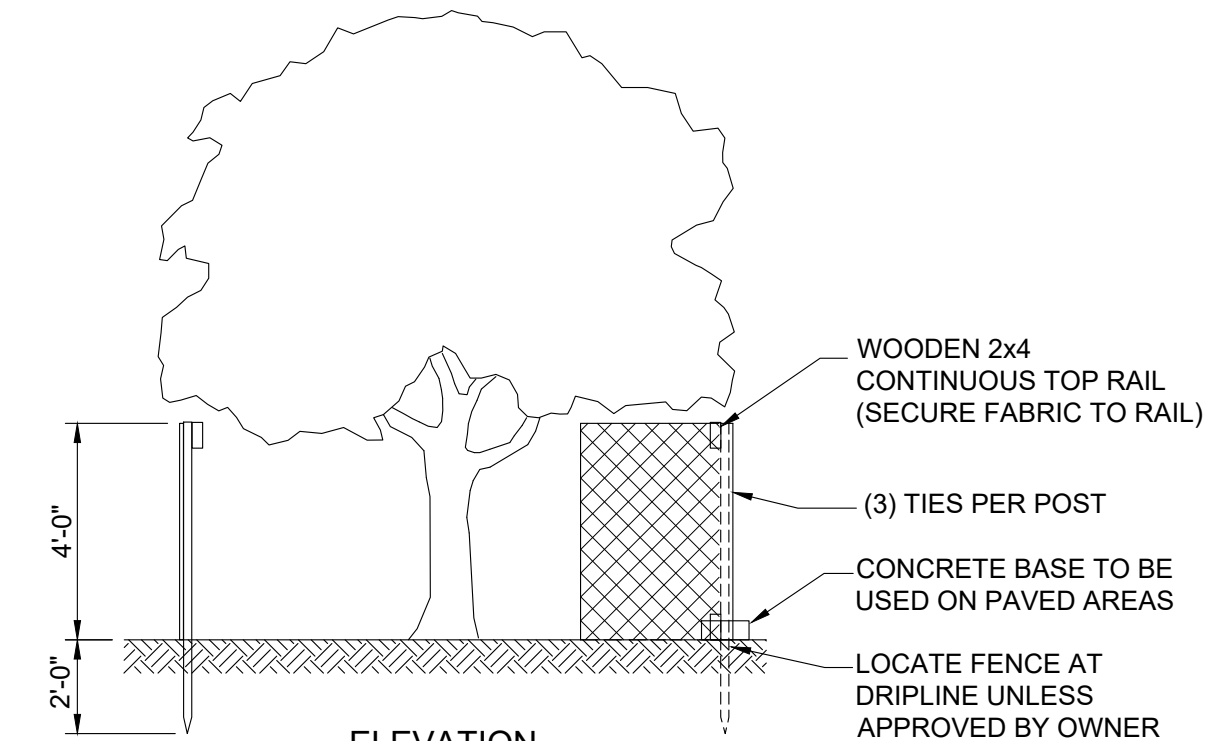 WOODEN 2x4
CONTINUOUS TOP RAIL
(SECURE FABRIC TO RAIL)
(3) TIES PER POST
CONCRETE BASE TO BE
USED ON PAVED AREAS
LOCATE FENCE AT
DRIPLINE UNLESS
APPROVED BY OWNER
4'-0"
2'-0"
ELEVATION